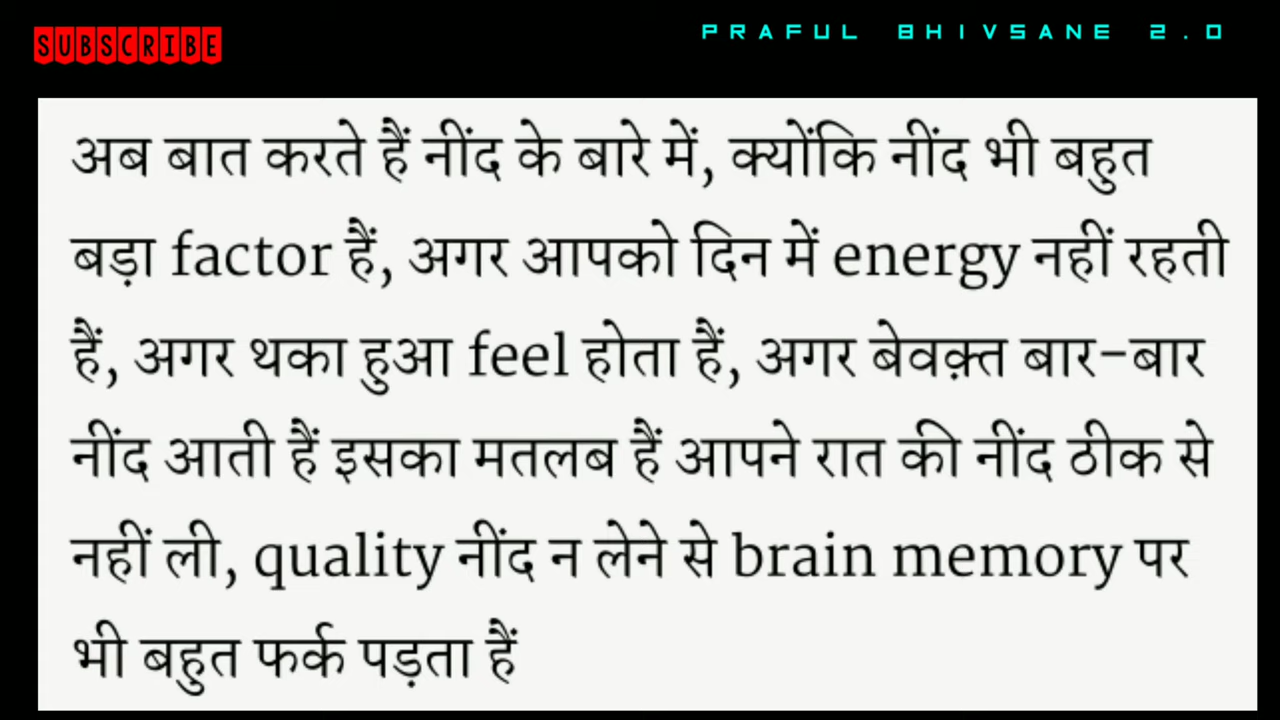 SUBSCRIBE
PRAFUL BHIVSANE 2.0
अब बात करते हैं नींद के बारे में, क्योंकि नींद भी बहुत
बड़ा factor हैं, अगर आपको दिन में energy नहीं रहती
हैं, अगर थका हुआ feel होता हैं, अगर बेवक़्त बार-बार
नींद आती हैं इसका मतलब हैं आपने रात की नींद ठीक से
नहीं ली, quality नींद न लेने से brain memory पर
भी बहुत फर्क पड़ता हैं